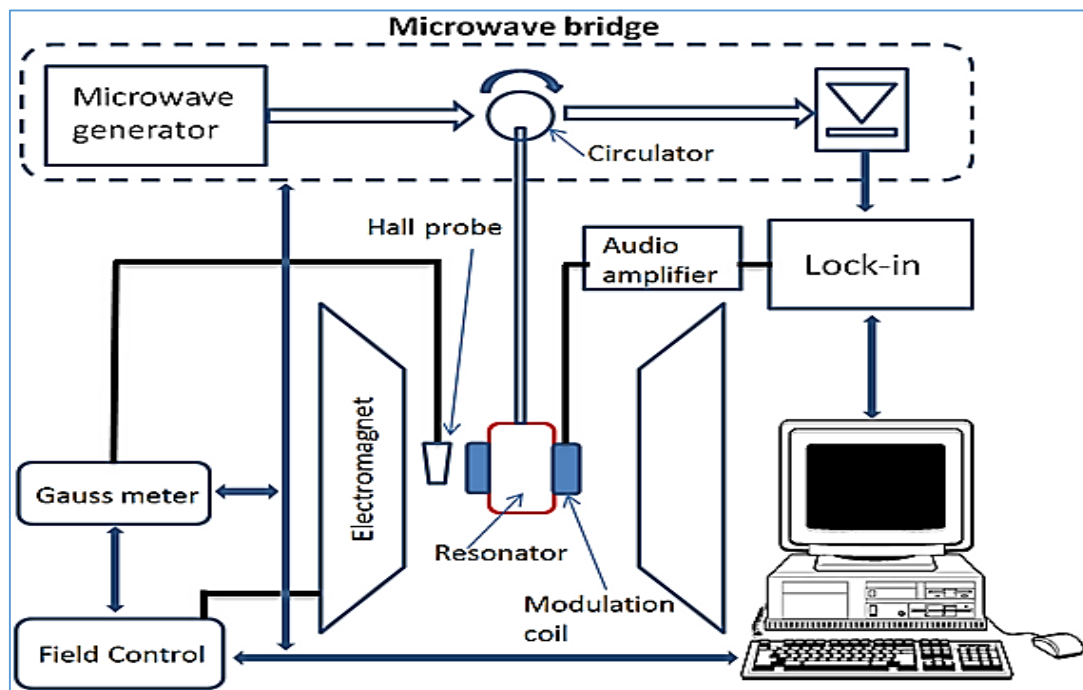 Microwave bridge
Microwave
generator
Circulator
Hall probe
Audio
amplifier
Lock-in
Electromagnet
Gauss meter
Resonator
Modulation
coil
Field Control